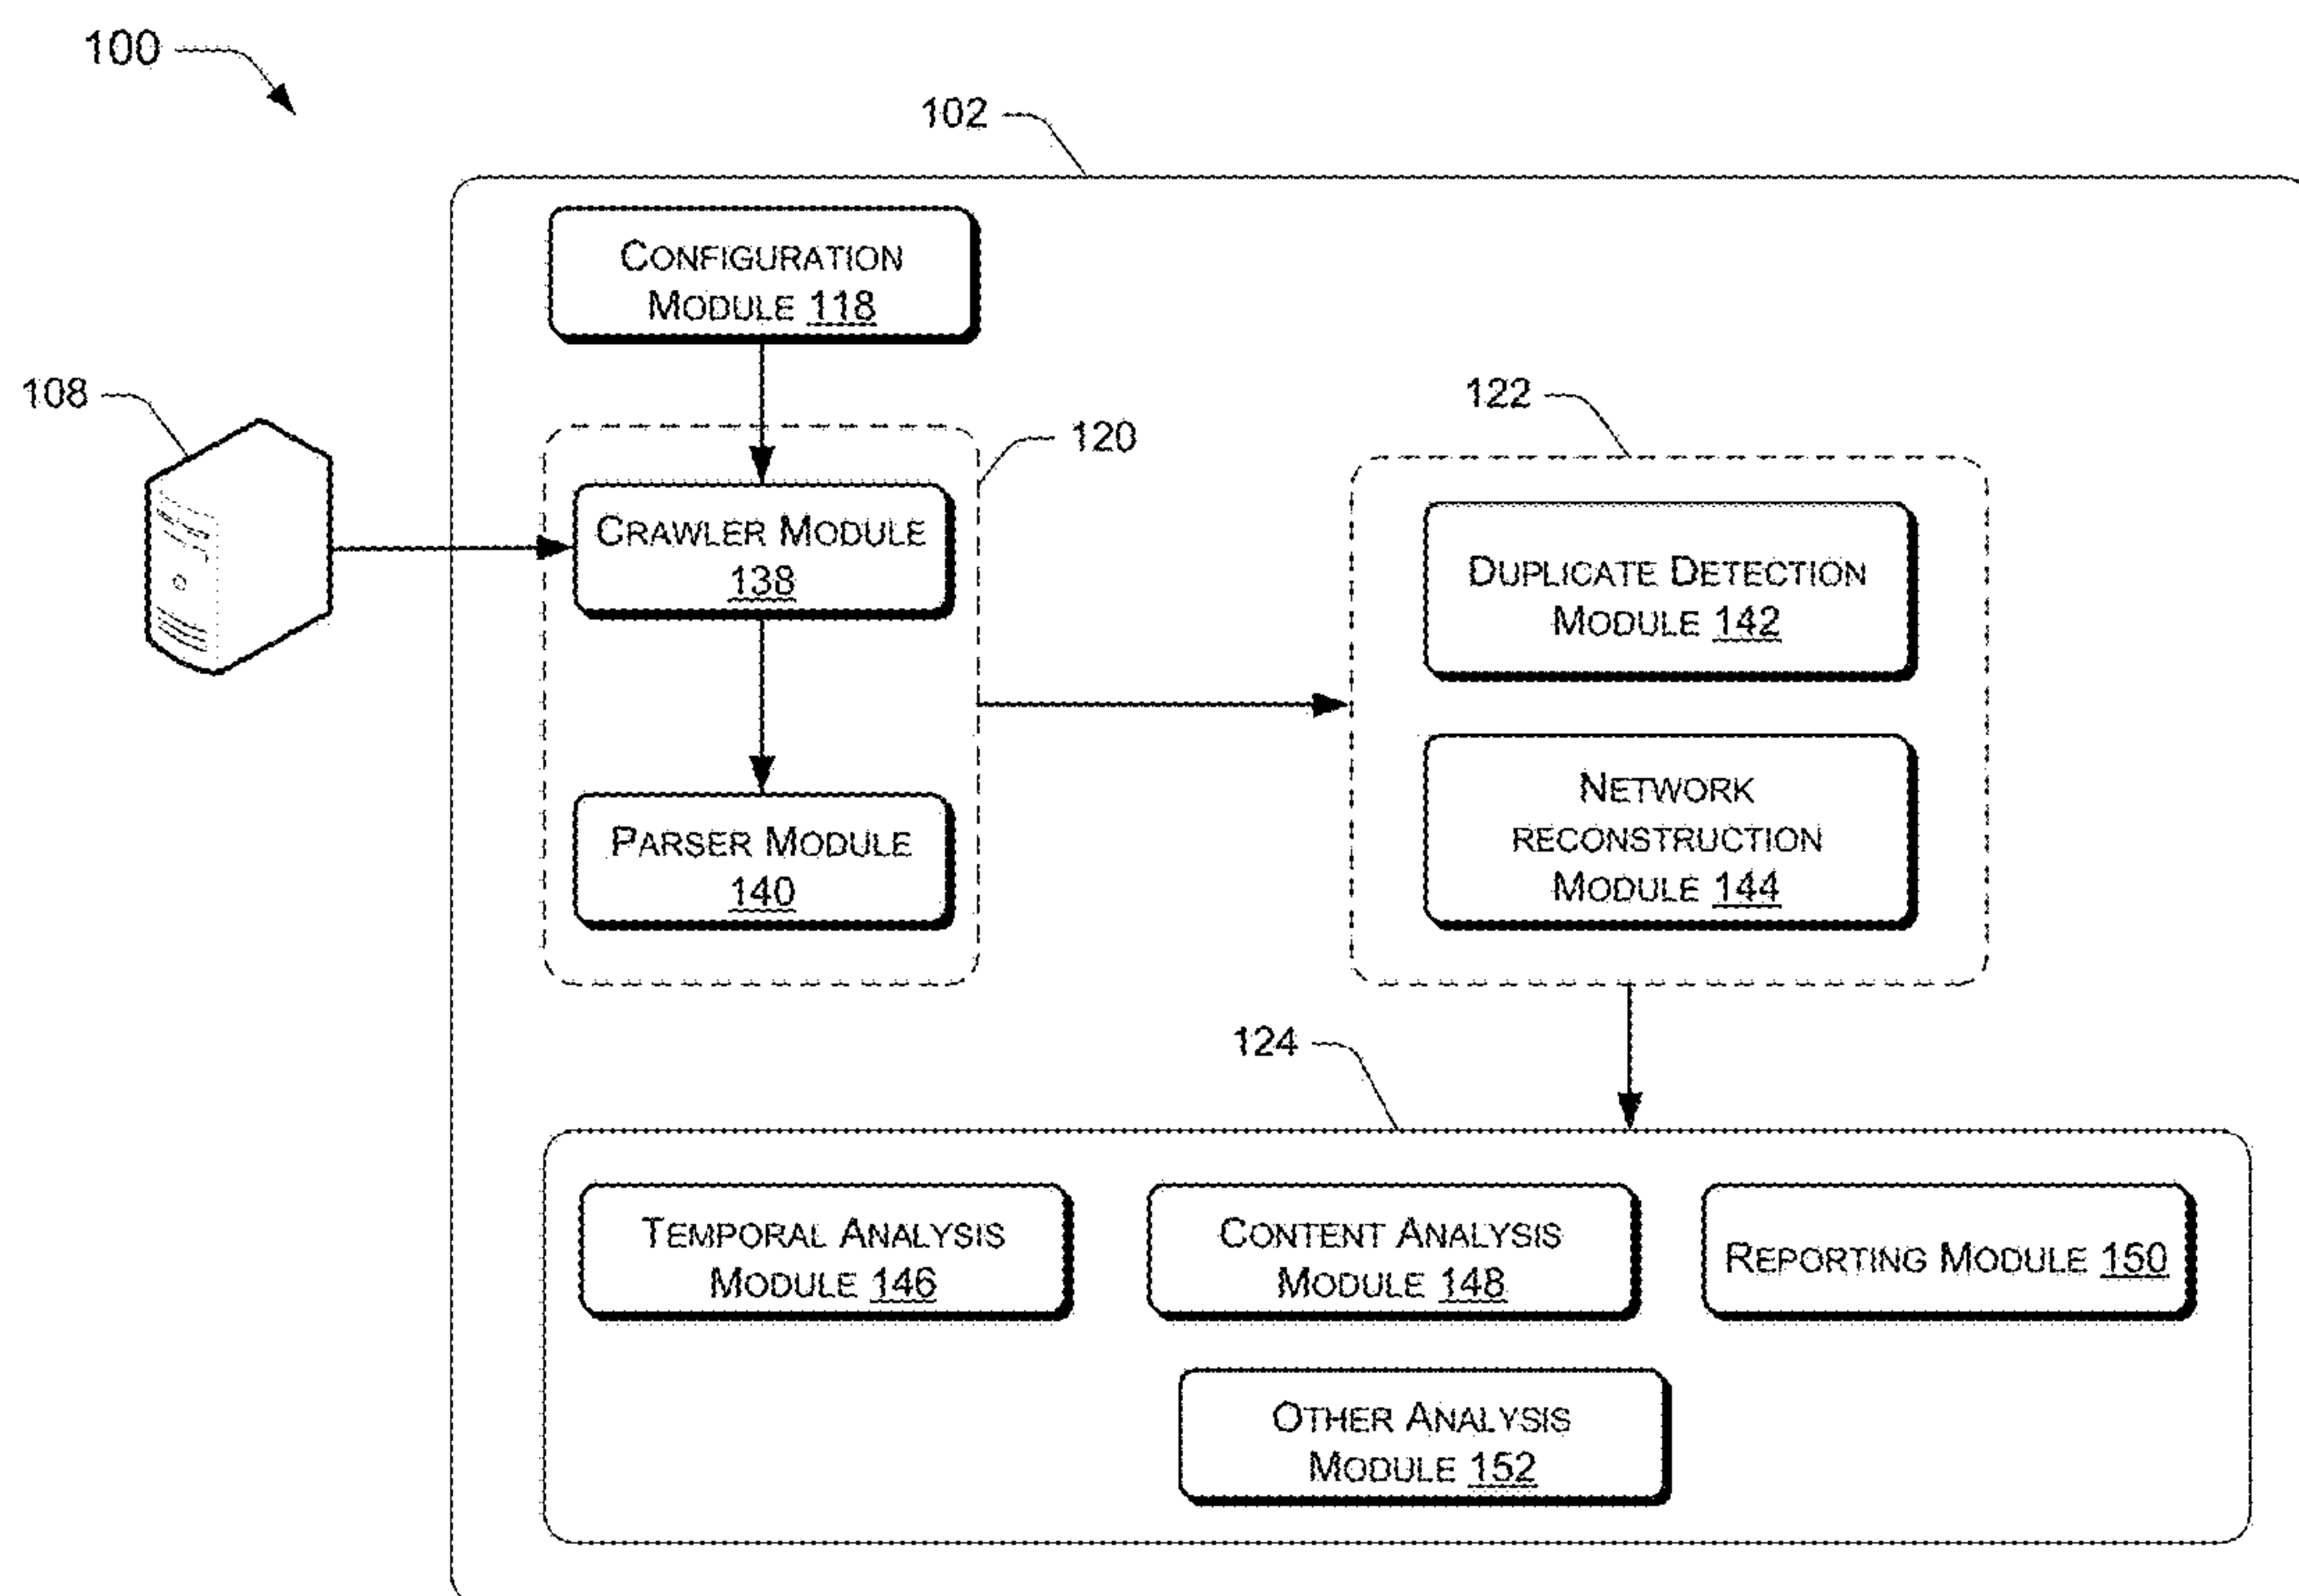 100
102
CONFIGURATION
MODULE 118
108
120
122
CRAWLER MODULE
138
DUPLICATE DETECTION
MODULE 142
PARSER MODULE
140
NETWORK
RECONSTRUCTION
MODULE 144
124
TEMPORAL ANALYSIS
MODULE 146
CONTENT ANALYSIS
MODULE 148
REPORTING MODULE 150
OTHER ANALYSIS
MODULE 152